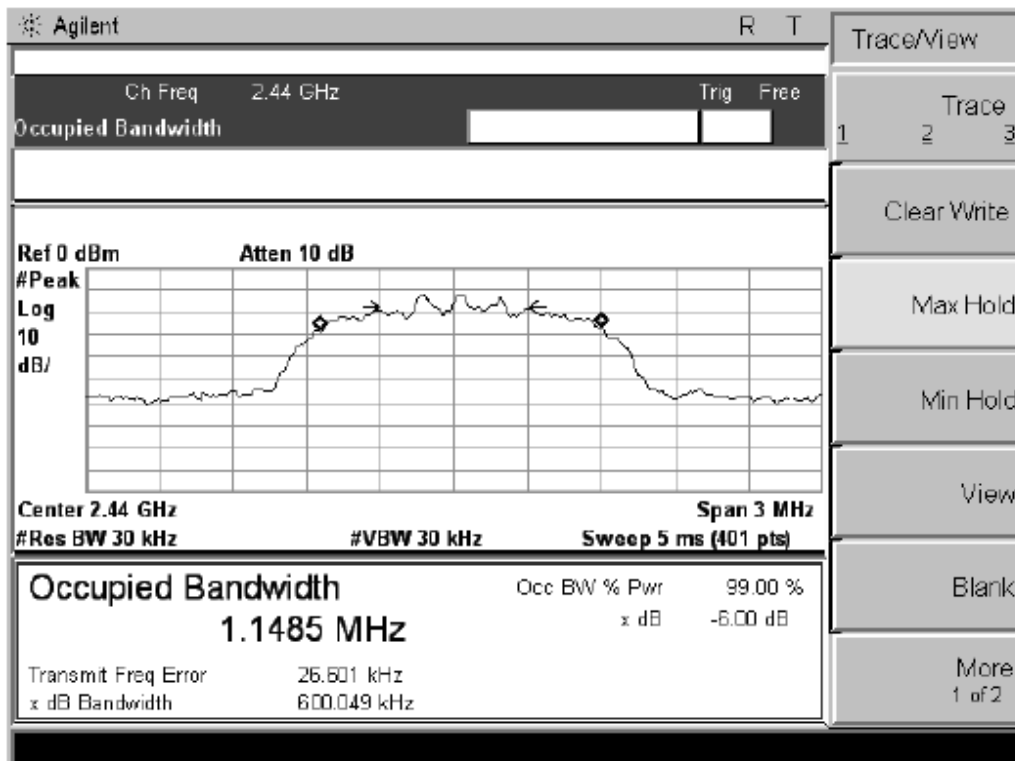 Agilent R T
Trace/View
Ch Freq 2.44 GHz Trig Free
Occupied Bandwidth
Trace
1 2 3
Clear Write
Max Hold
Min Hold
View
Blank
More
1 of 2
Ref 0 dBm Atten 10 dB
#Peak
Log
10
dB/
Center 2.44 GHz Span 3 MHz
#Res BW 30 kHz #VBW 30 kHz Sweep 5 ms (401 pts)
Occupied Bandwidth Occ BW % Pwr 99.00 %
1.1485 MHz x dB -6.00 dB
Transmit Freq Error 26.601 kHz
x dB Bandwidth 600.049 kHz